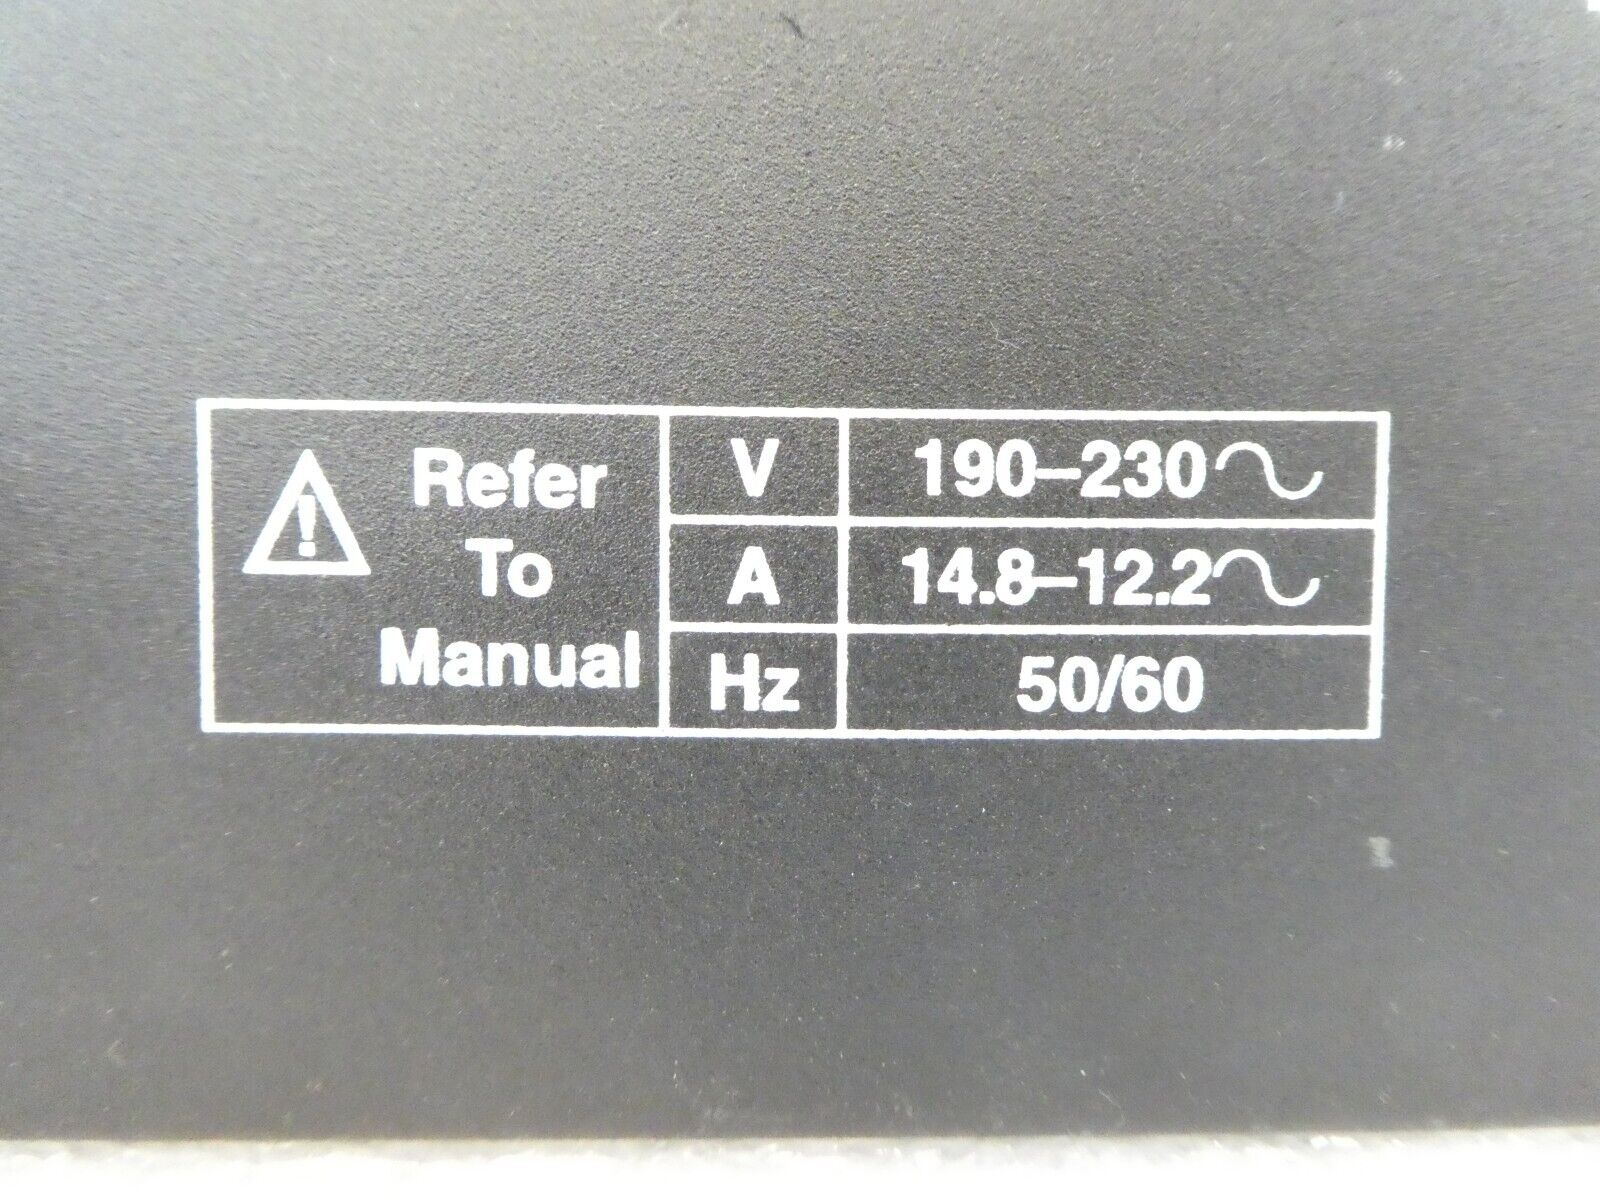 Refer
To
Manual
V 190–230∿
A 14.8–12.2∿
Hz 50/60